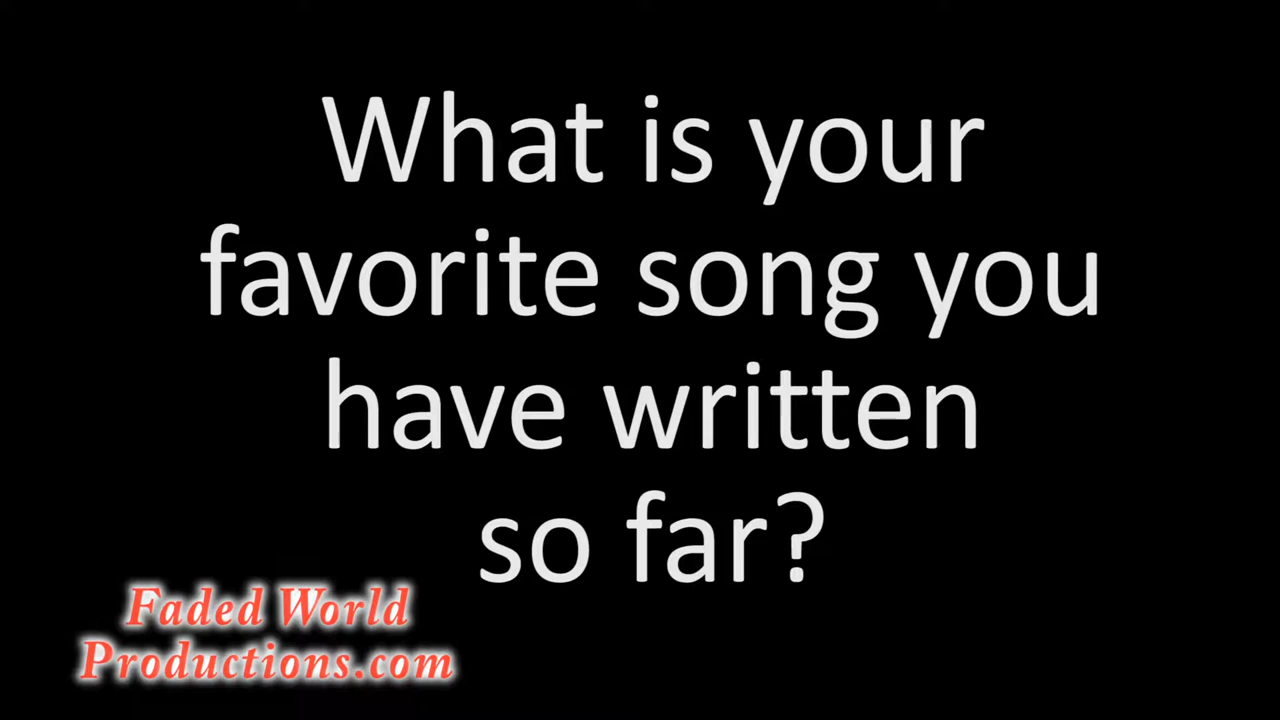 What is your
favorite song you
have written
so far?
Faded World
Productions.com